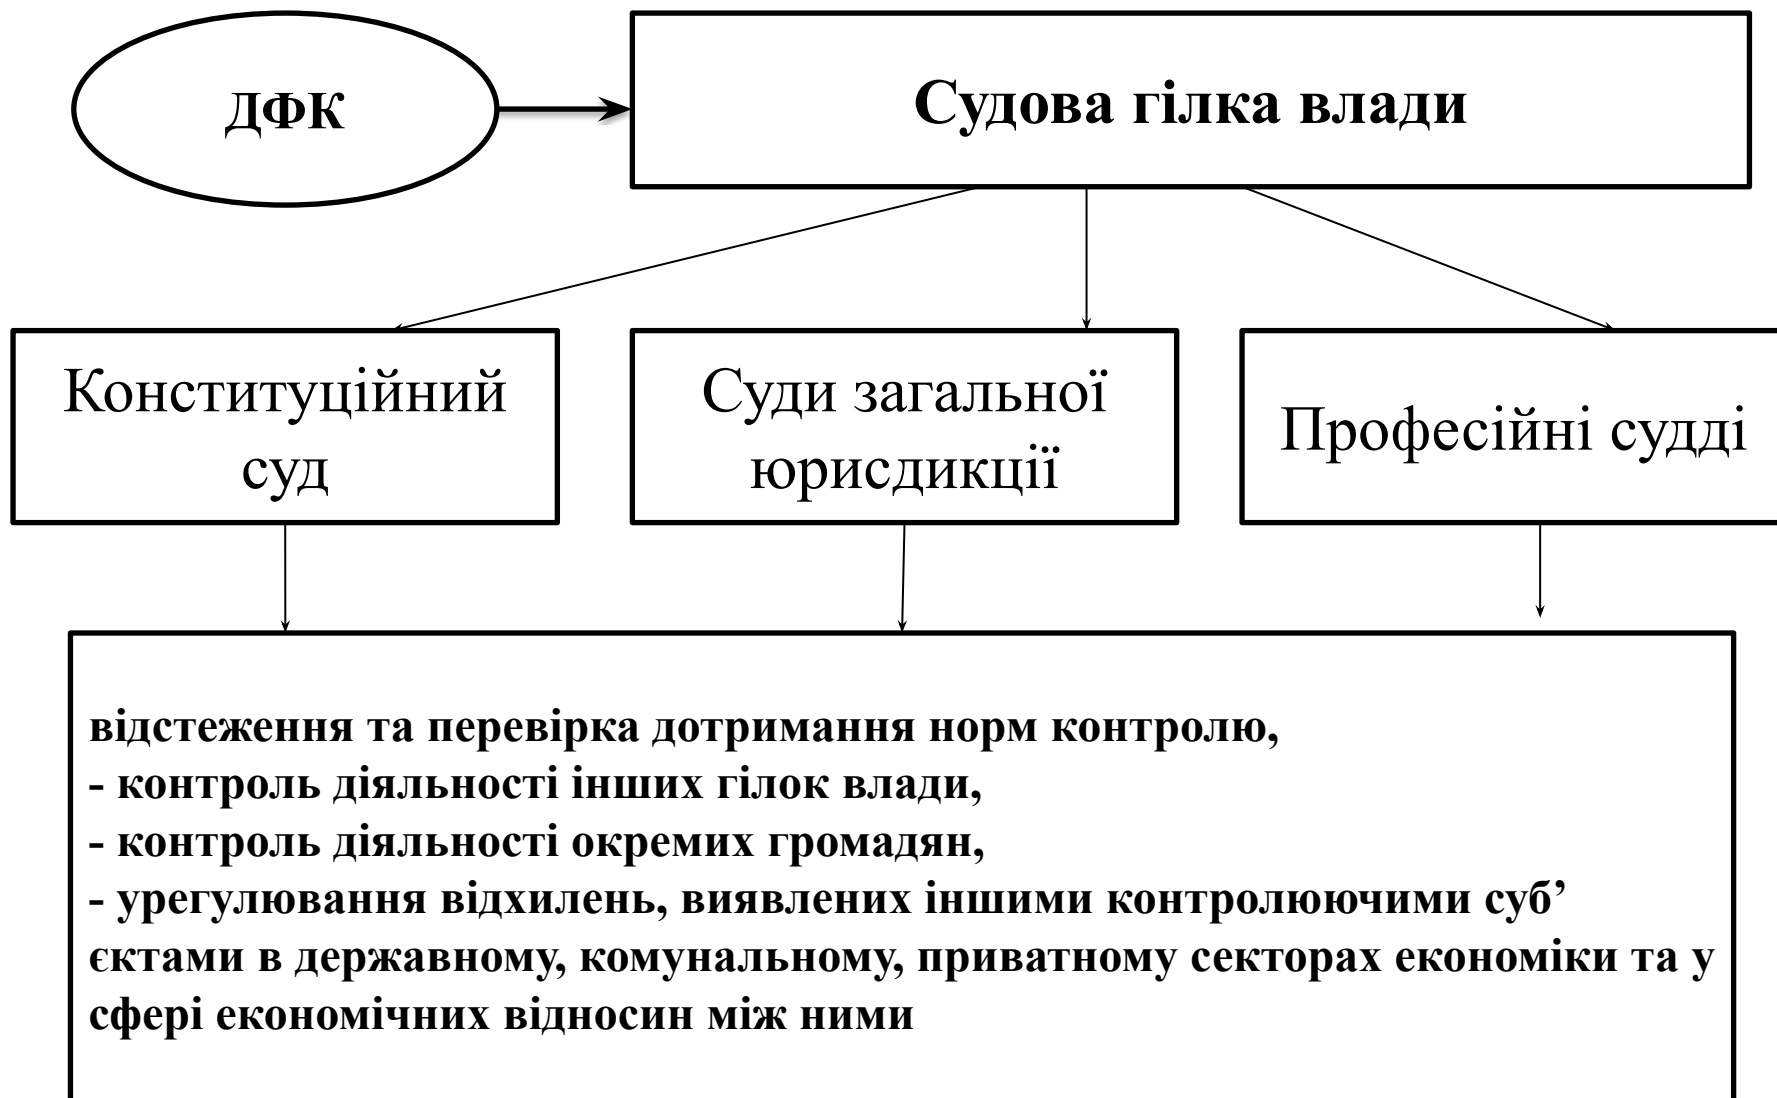 ДФК
Судова гілка влади
Конституційний
суд
Суди загальної
юрисдикції
Професійні судді
відстеження та перевірка дотримання норм контролю,
- контроль діяльності інших гілок влади,
- контроль діяльності окремих громадян,
- урегулювання відхилень, виявлених іншими контролюючими суб’
єктами в державному, комунальному, приватному секторах економіки та у
сфері економічних відносин між ними